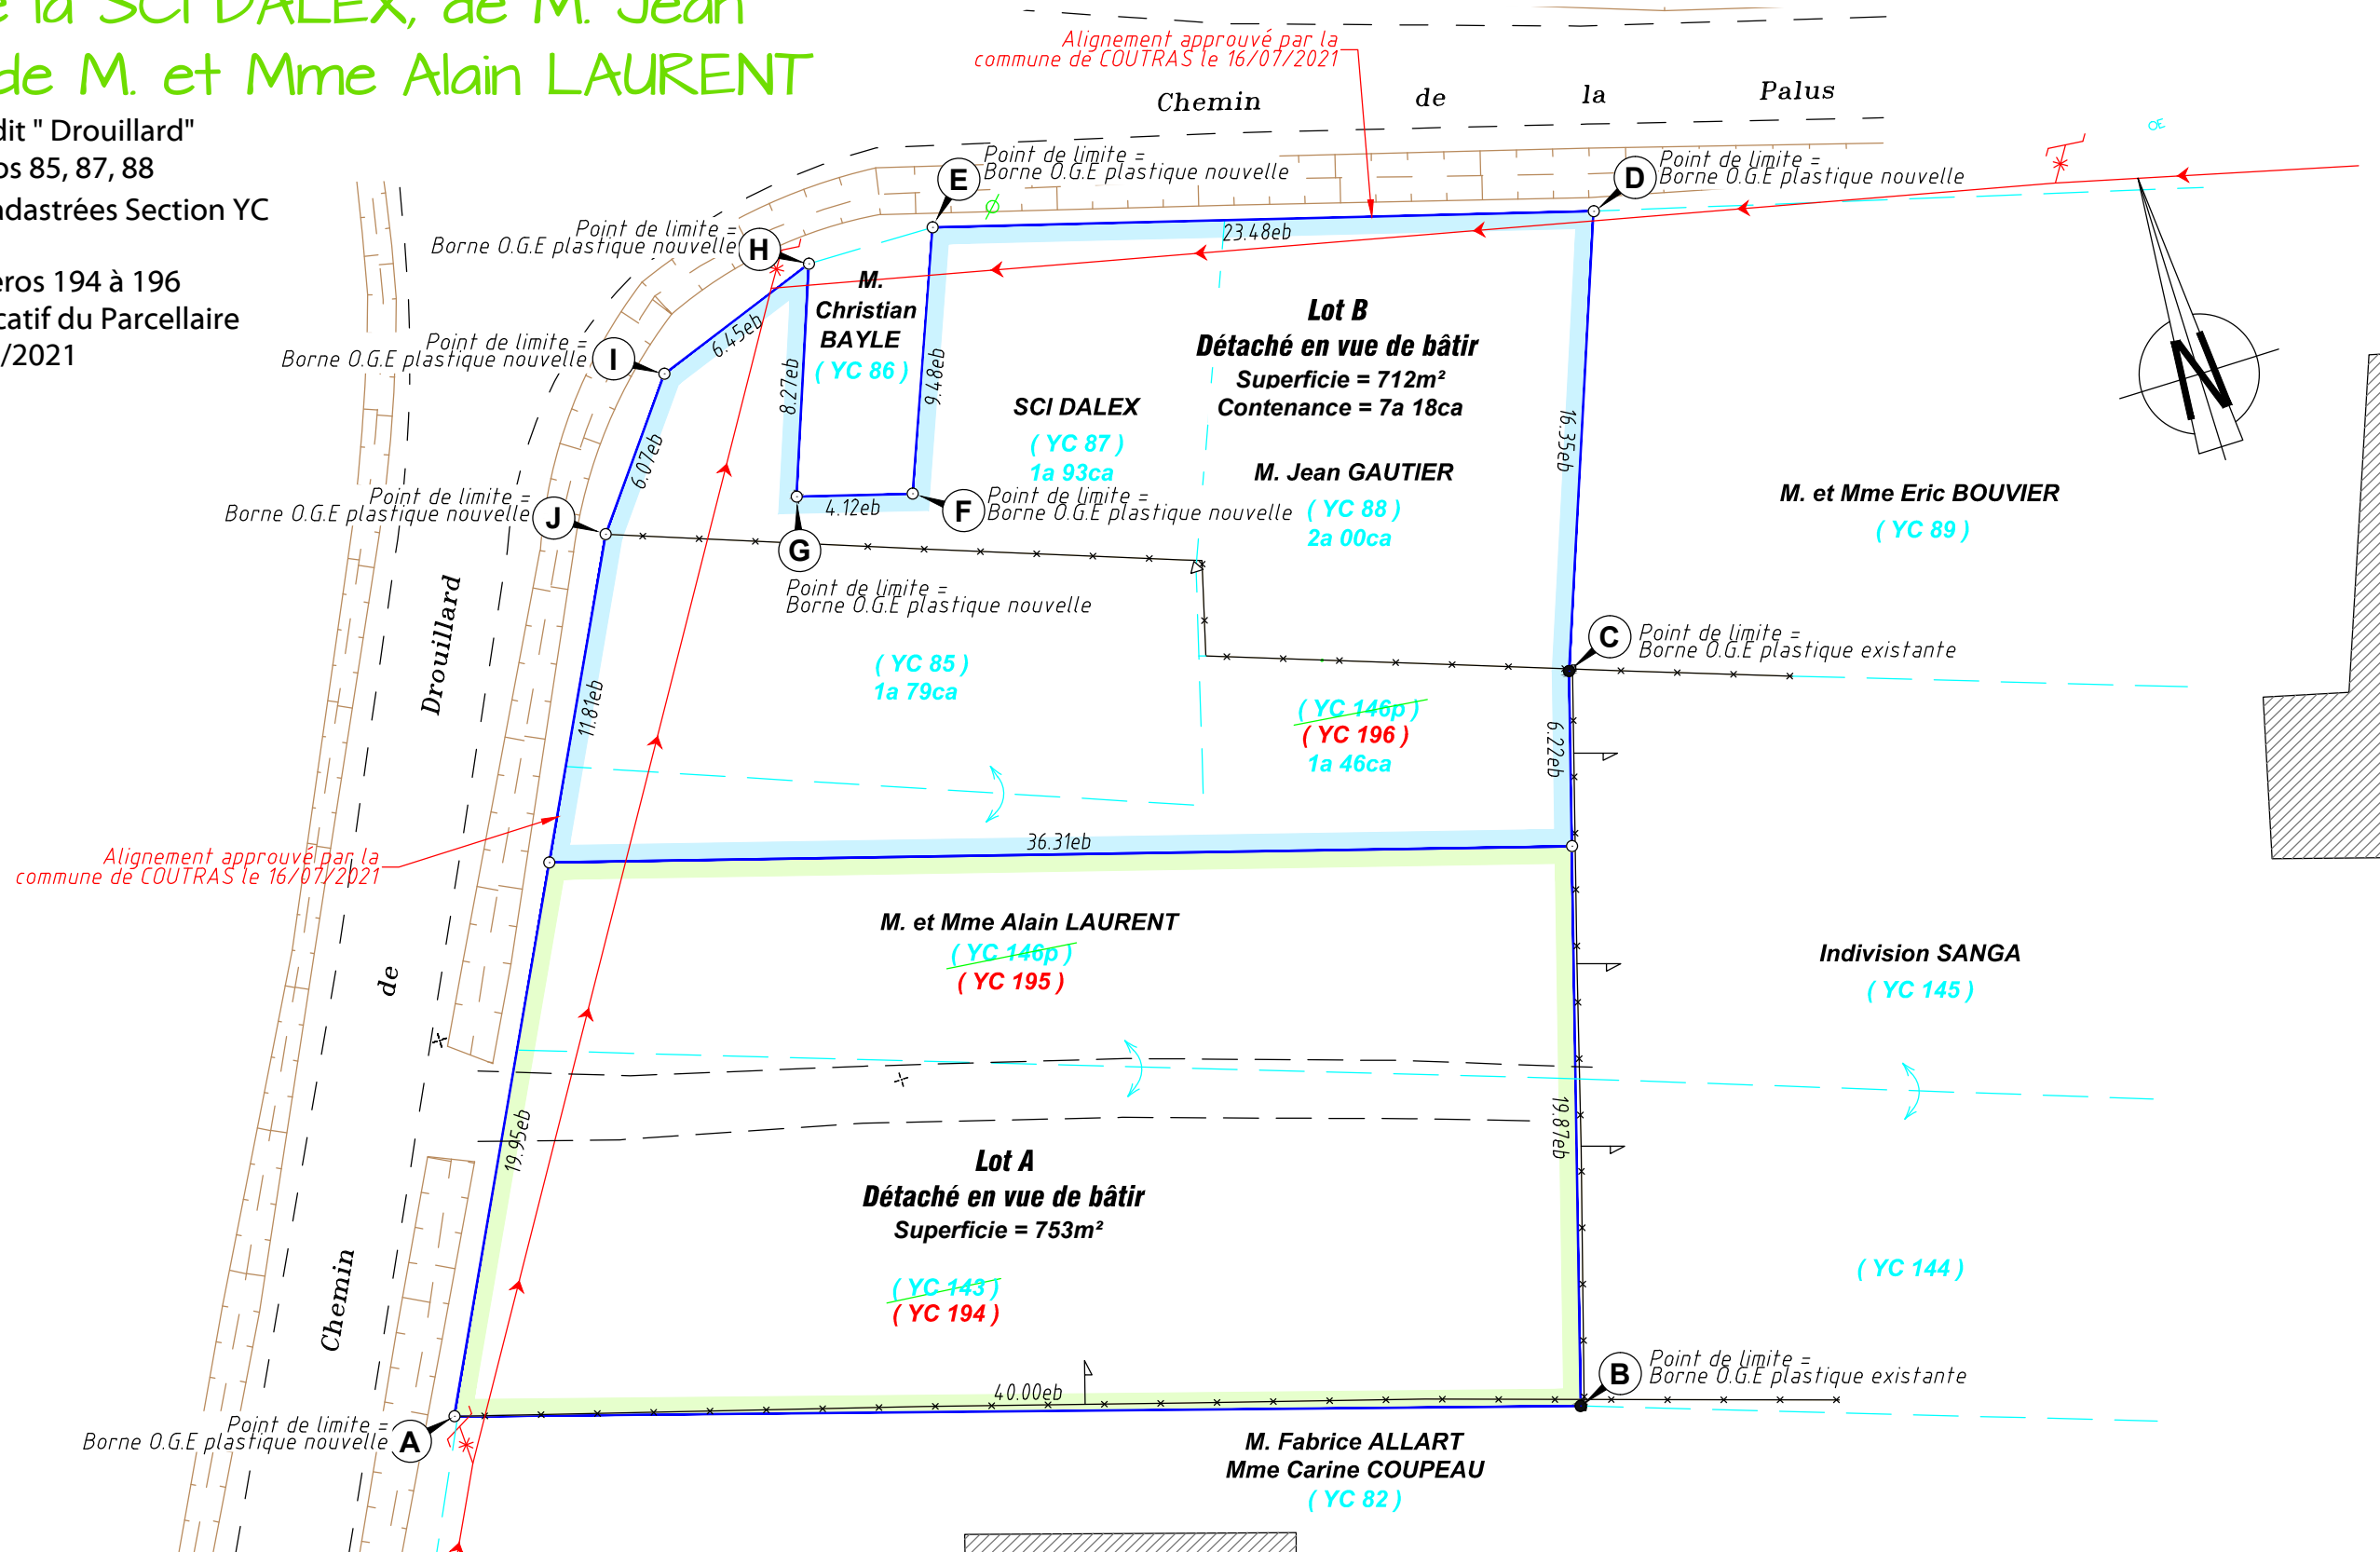 la SCI DALEX, de M. Jean
de M. et Mme Alain LAURENT
dit " Drouillard"
os 85, 87, 88
adastrées Section YC
éros 194 à 196
catif du Parcellaire
/2021
Alignement approuvé par la
commune de COUTRAS le 16/07/2021
Chemin de la Palus
Œ
E
Point de limite =
Borne O.G.E plastique nouvelle
D
Point de limite =
Borne O.G.E plastique nouvelle
H
Point de limite =
Borne O.G.E plastique nouvelle
23.48eb
M.
Christian
BAYLE
( YC 86 )
I
Point de limite =
Borne O.G.E plastique nouvelle
6.45eb
8.27eb
9.48eb
Lot B
Détaché en vue de bâtir
Superficie = 712m²
Contenance = 7a 18ca
N
SCI DALEX
( YC 87 )
1a 93ca
M. Jean GAUTIER
( YC 88 )
2a 00ca
16.35eb
M. et Mme Eric BOUVIER
( YC 89 )
6.07eb
J
Point de limite =
Borne O.G.E plastique nouvelle
4.12eb
F
Point de limite =
Borne O.G.E plastique nouvelle
G
Point de limite =
Borne O.G.E plastique nouvelle
C
Point de limite =
Borne O.G.E plastique existante
Chemin de Drouillard
( YC 85 )
1a 79ca
11.81eb
( YC 146p )
( YC 196 )
1a 46ca
6.22eb
36.31eb
Alignement approuvé par la
commune de COUTRAS le 16/07/2021
M. et Mme Alain LAURENT
( YC 146p )
( YC 195 )
Indivision SANGA
( YC 145 )
19.95eb
19.87eb
Lot A
Détaché en vue de bâtir
Superficie = 753m²
( YC 143 )
( YC 194 )
( YC 144 )
40.00eb
B
Point de limite =
Borne O.G.E plastique existante
A
Point de limite =
Borne O.G.E plastique nouvelle
M. Fabrice ALLART
Mme Carine COUPEAU
( YC 82 )